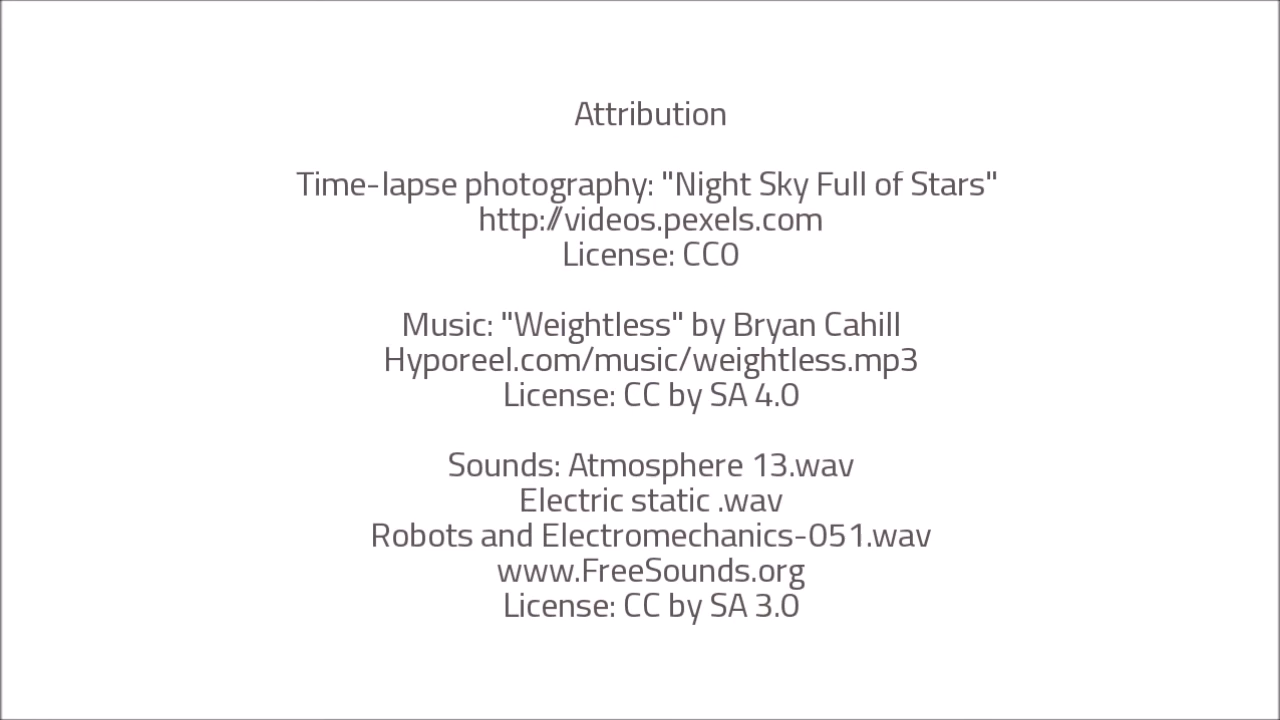 Attribution
Time-lapse photography: "Night Sky Full of Stars"
http://videos.pexels.com
License: CC0
Music: "Weightless" by Bryan Cahill
Hyporeel.com/music/weightless.mp3
License: CC by SA 4.0
Sounds: Atmosphere 13.wav
Electric static .wav
Robots and Electromechanics-051.wav
www.FreeSounds.org
License: CC by SA 3.0